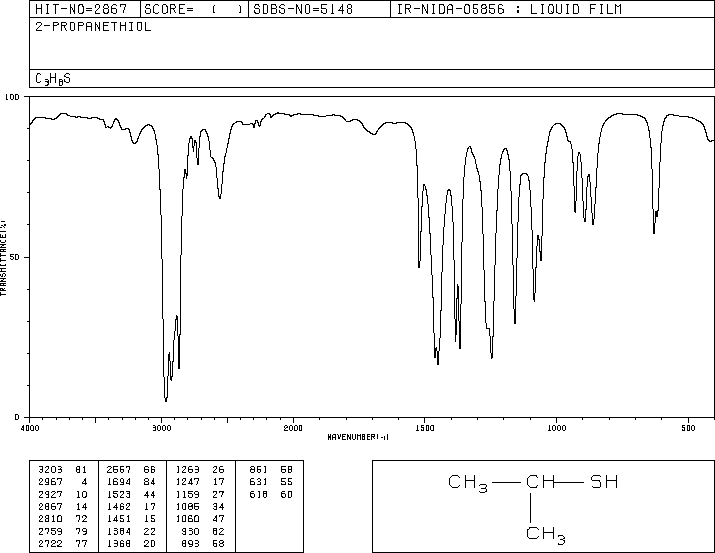 HIT-NO=2867 SCORE= ( ) SDBS-NO=5148 IR-NIDA-05856 : LIQUID FILM
2-PROPANETHIOL
C3H8S
100
50
0
TRANSMITTANCE(%)
4000 3000 2000 1500 1000 500
WAVENUMBER(-1)
3203 81 2567 66 1263 26 861 58
2967 4 1694 84 1247 17 631 55
2927 10 1523 44 1159 27 618 60
2867 14 1462 17 1086 34
2810 72 1451 15 1060 47
2759 79 1384 22 930 62
2722 77 1368 20 893 58
CH3 CH SH
CH3